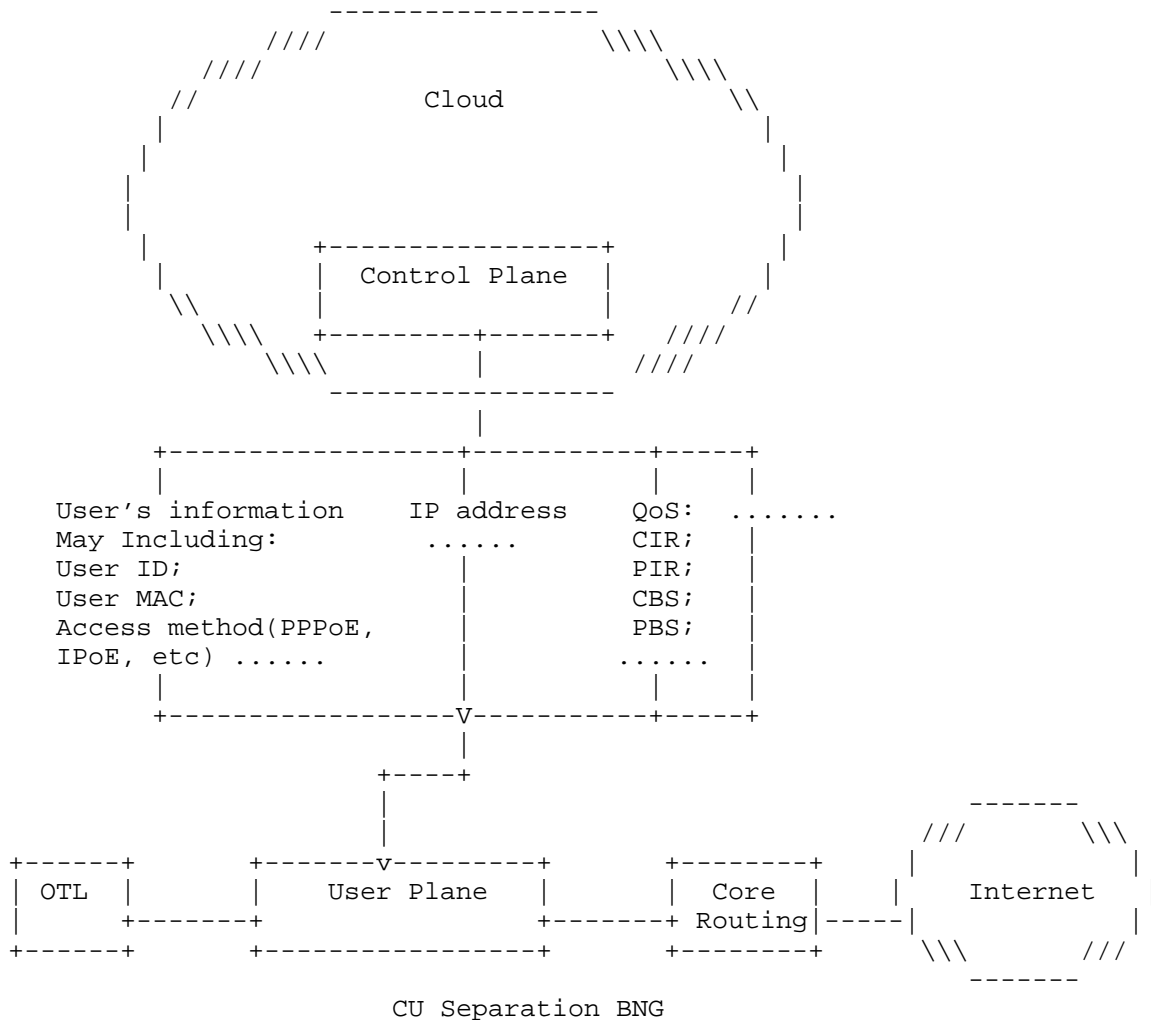 Cloud
Control Plane
User's information IP address QoS: .......
May Including: ...... CIR;
User ID; PIR;
User MAC; CBS;
Access method(PPPoE, PBS;
IPoE, etc) ...... ......
OTL User Plane Core Internet
Routing
CU Separation BNG